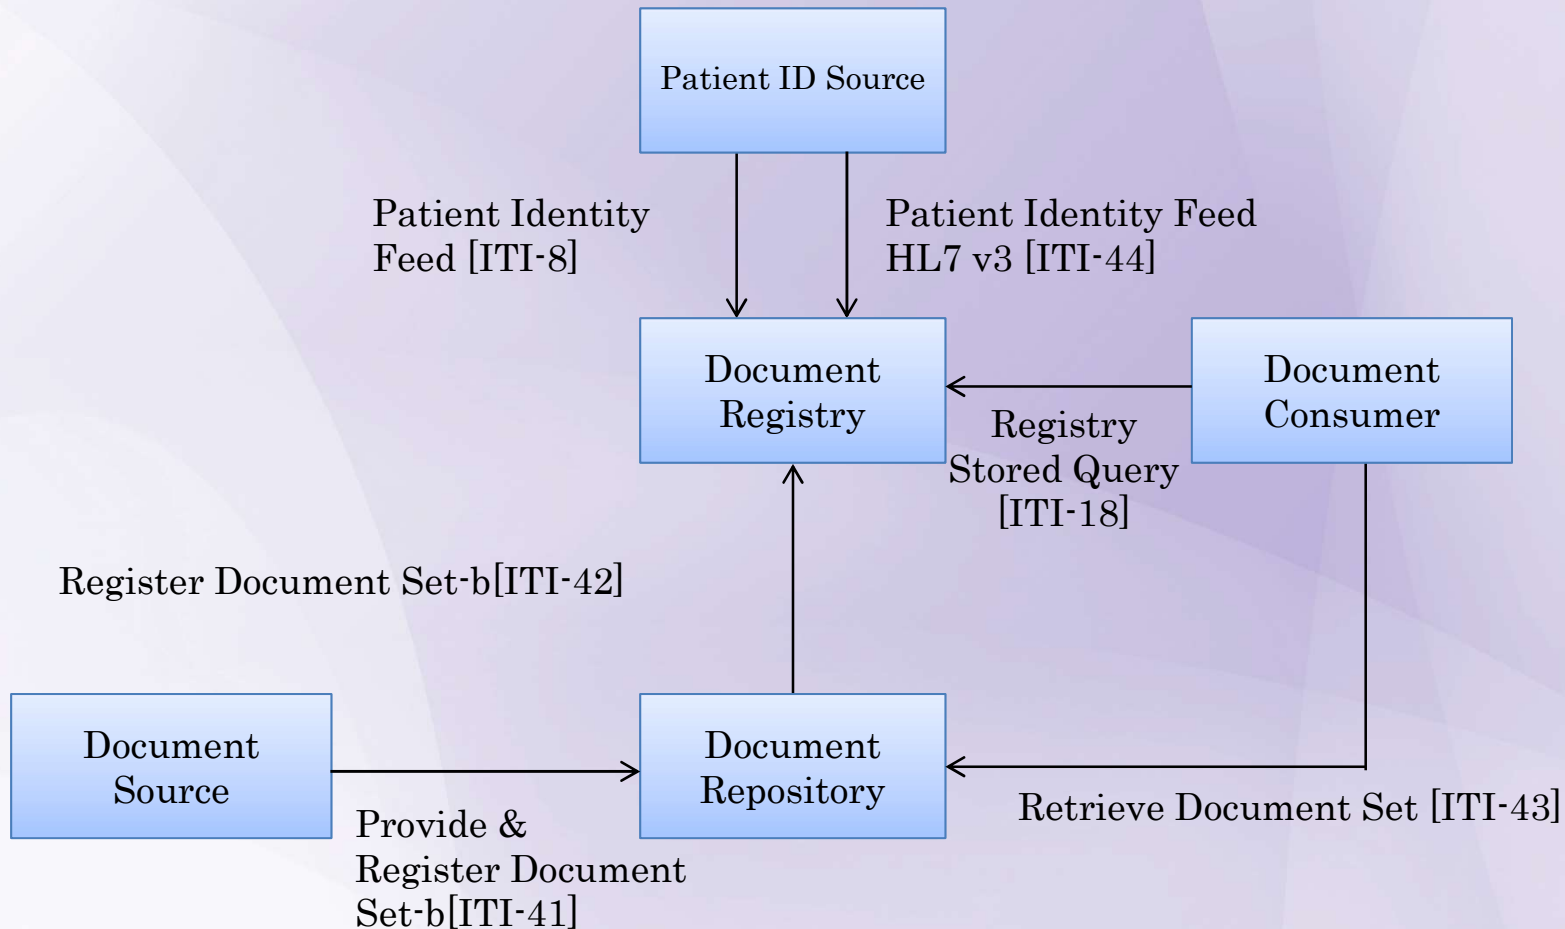 Patient ID Source
Patient Identity
Feed [ITI-8]
Patient Identity Feed
HL7 v3 [ITI-44]
Document
Registry
Document
Consumer
Registry
Stored Query
[ITI-18]
Register Document Set-b[ITI-42]
Document
Source
Document
Repository
Provide &
Register Document
Set-b[ITI-41]
Retrieve Document Set [ITI-43]